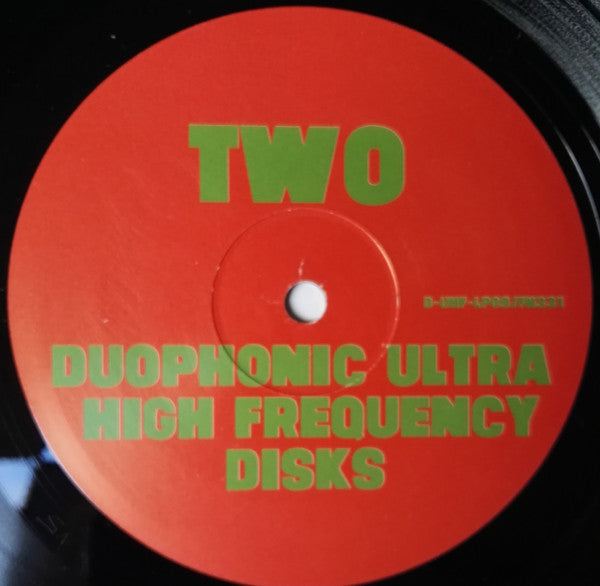 TWO
DUOPHONIC ULTRA
HIGH FREQUENCY
DISKS